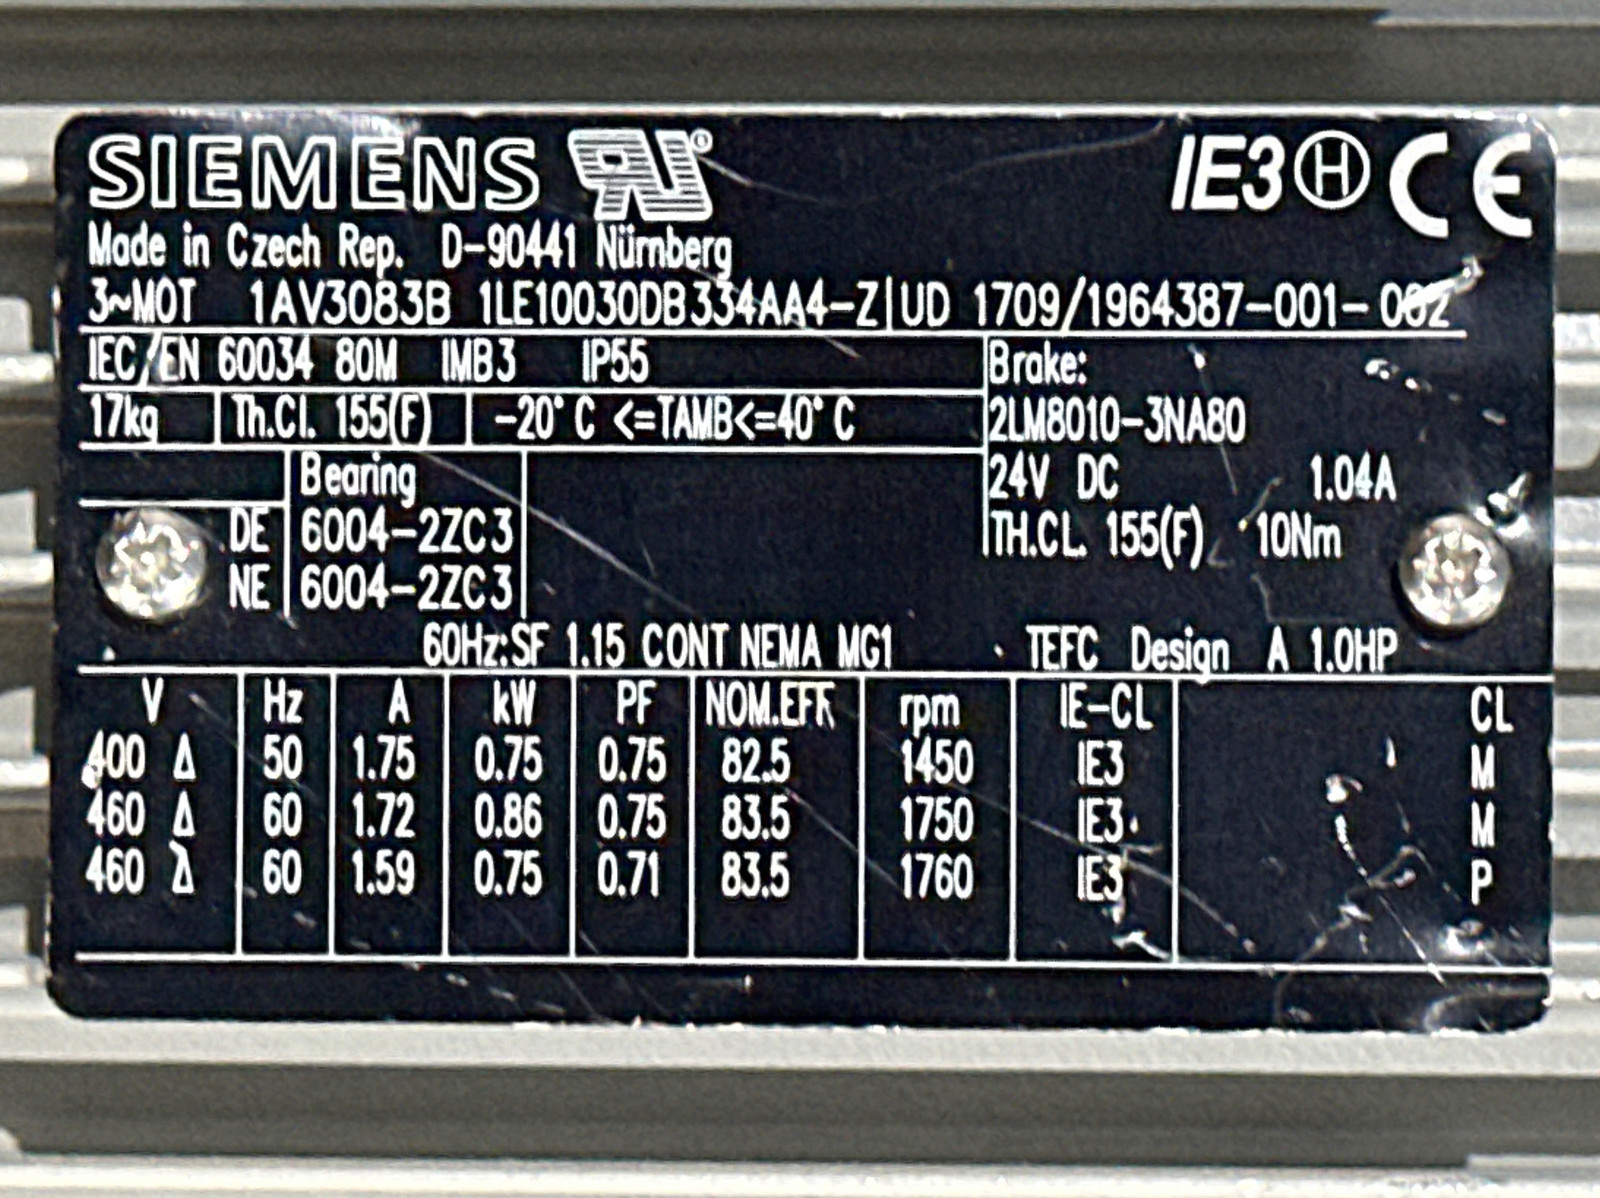 SIEMENS RU ® IE3 H CE
Made in Czech Rep. D-90441 Nürnberg
3~MOT 1AV3083B 1LE10030DB334AA4-Z|UD 1709/1964387-001-002
IEC/EN 60034 80M IMB3 IP55
17kg Th.Cl. 155(F) -20°C <=TAMB<=40°C
Brake:
2LM8010-3NA80
24V DC 1.04A
TH.CL. 155(F) 10Nm
Bearing
DE 6004-2ZC3
NE 6004-2ZC3
60Hz:SF 1.15 CONT NEMA MG1 TEFC Design A 1.0HP
V Hz A kW PF NOM.EFF rpm IE-CL CL
400 Δ 50 1.75 0.75 0.75 82.5 1450 IE3 M
460 Δ 60 1.72 0.86 0.75 83.5 1750 IE3 M
460 Δ 60 1.59 0.75 0.71 83.5 1760 IE3 P